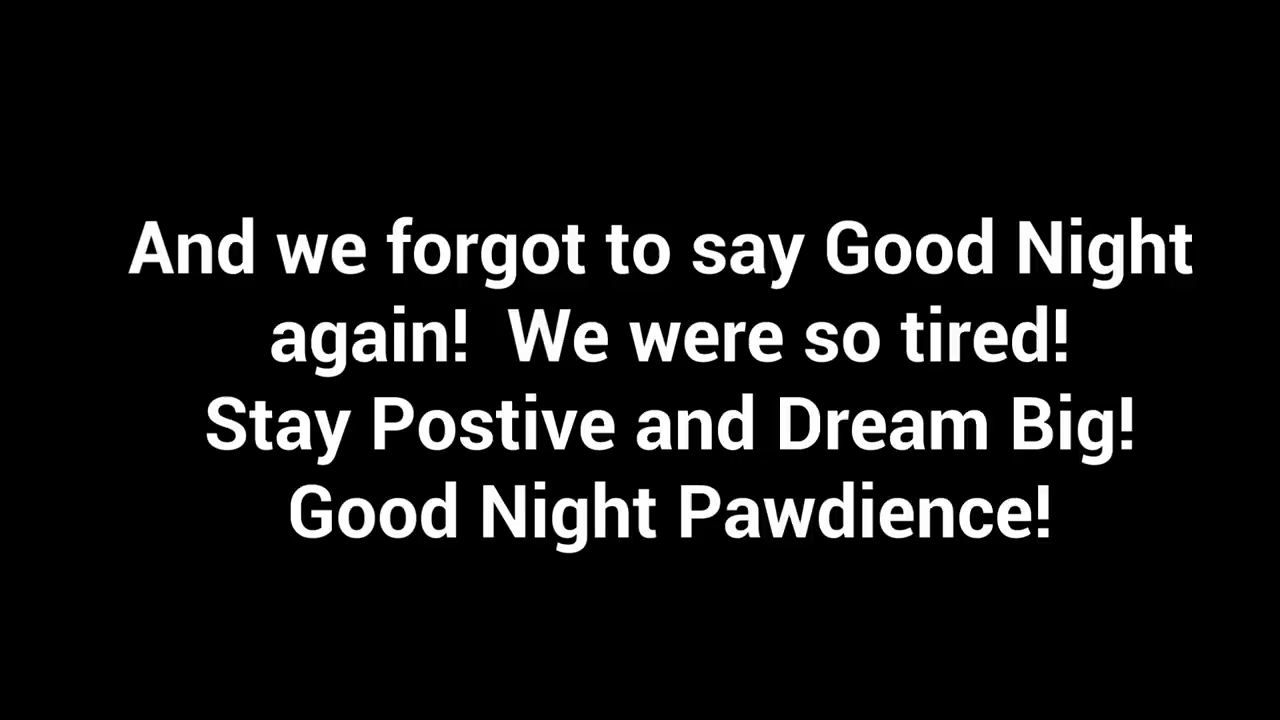 And we forgot to say Good Night
again!  We were so tired!
Stay Postive and Dream Big!
Good Night Pawdience!